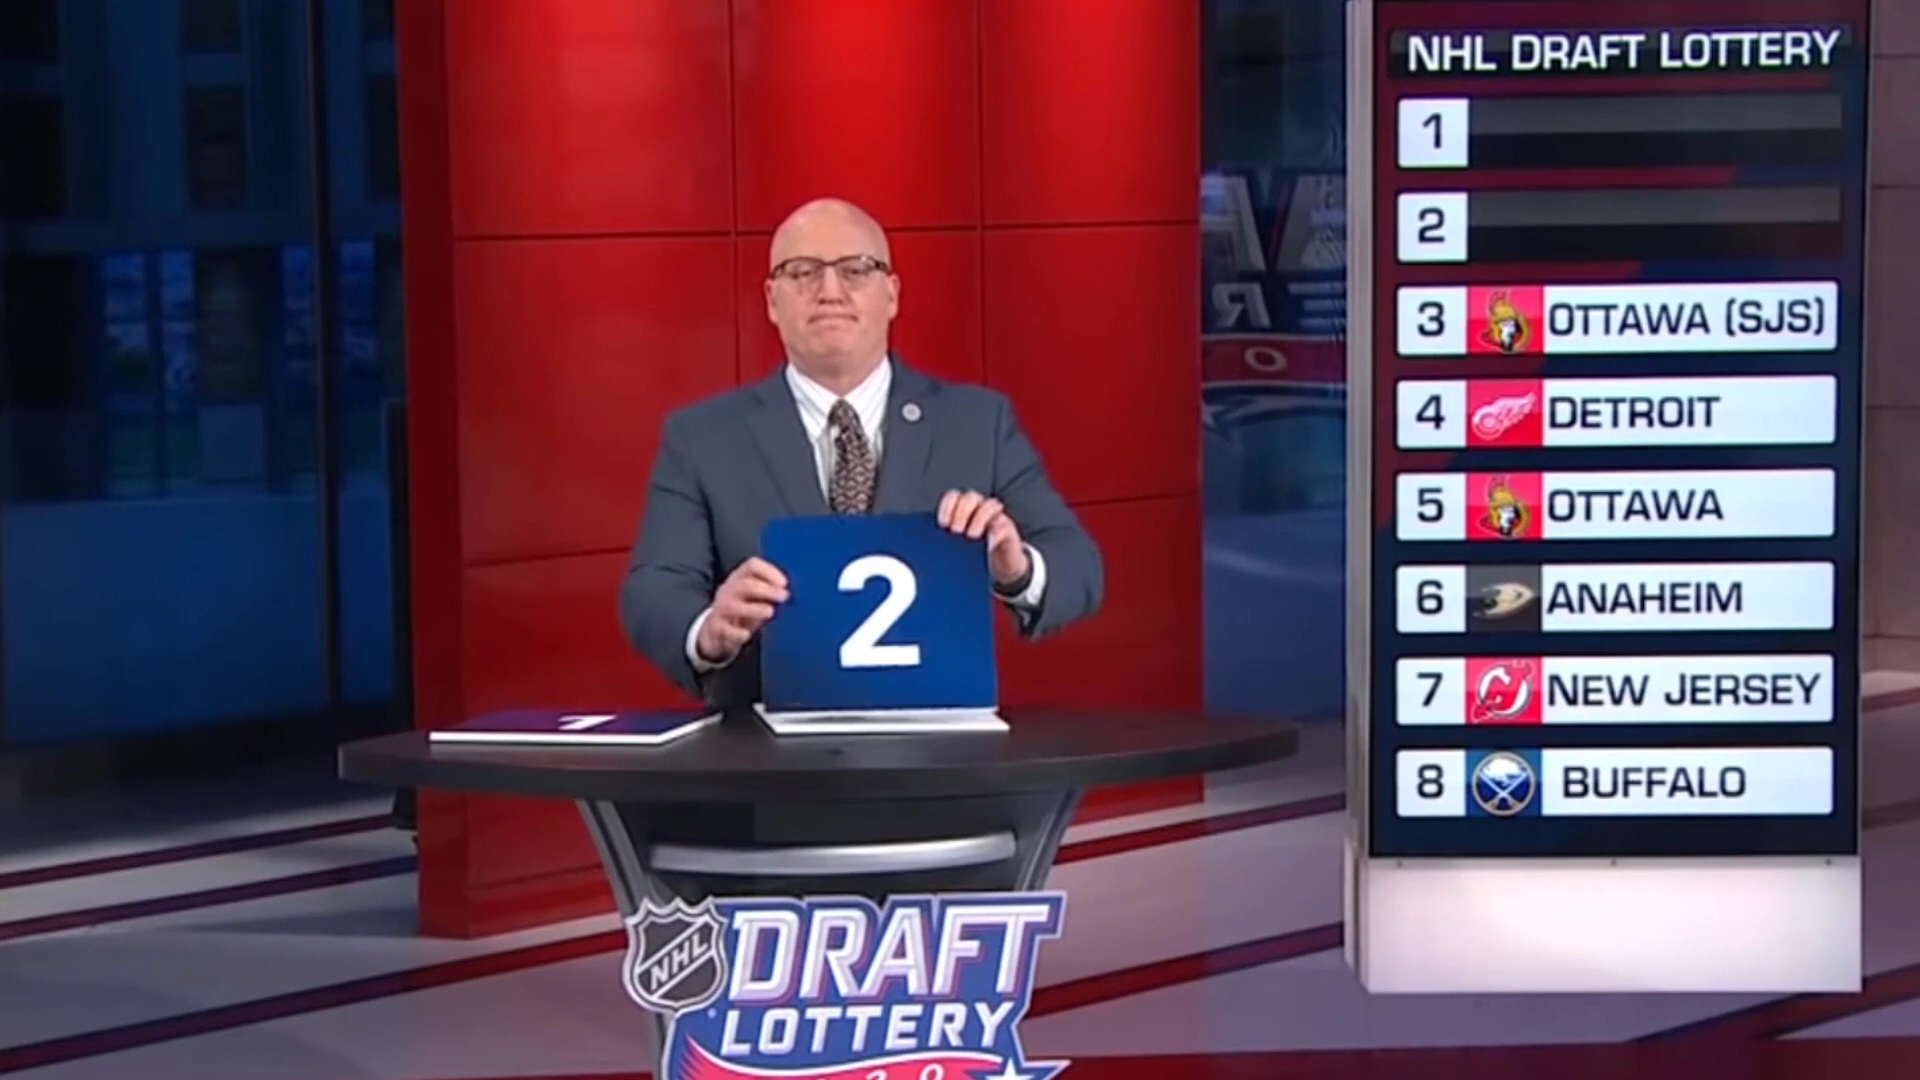 NHL DRAFT LOTTERY
1
2
3 OTTAWA (SJS)
4 DETROIT
5 OTTAWA
6 ANAHEIM
7 NEW JERSEY
8 BUFFALO
2
NHL
DRAFT
LOTTERY